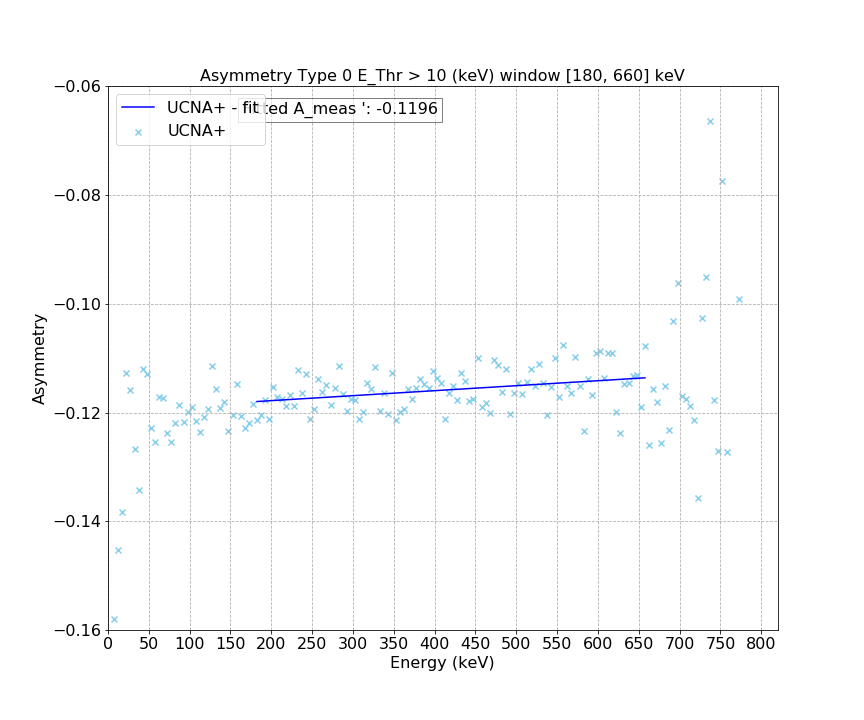 Asymmetry Type 0 E_Thr > 10 (keV) window [180, 660] keV
UCNA+ - fit
tted A_meas ': -0.1196
UCNA+
Asymmetry
−0.06
−0.08
−0.10
−0.12
−0.14
−0.16
0 50 100 150 200 250 300 350 400 450 500 550 600 650 700 750 800
Energy (keV)